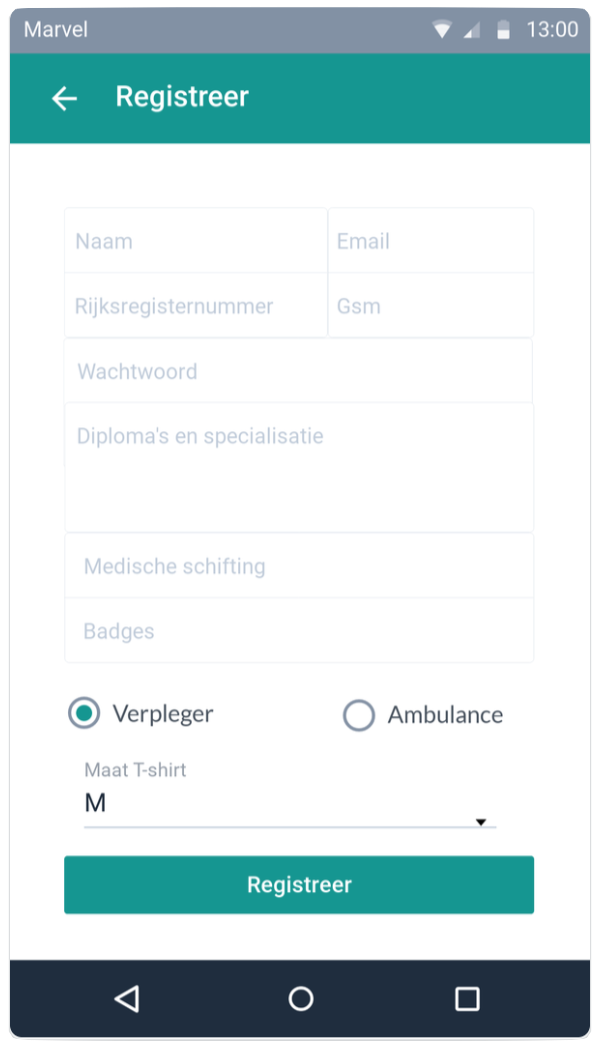 Marvel 13:00
Registreer
Naam Email
Rijksregisternummer Gsm
Wachtwoord
Diploma's en specialisatie
Medische schifting
Badges
Verpleger Ambulance
Maat T-shirt
M
Registreer